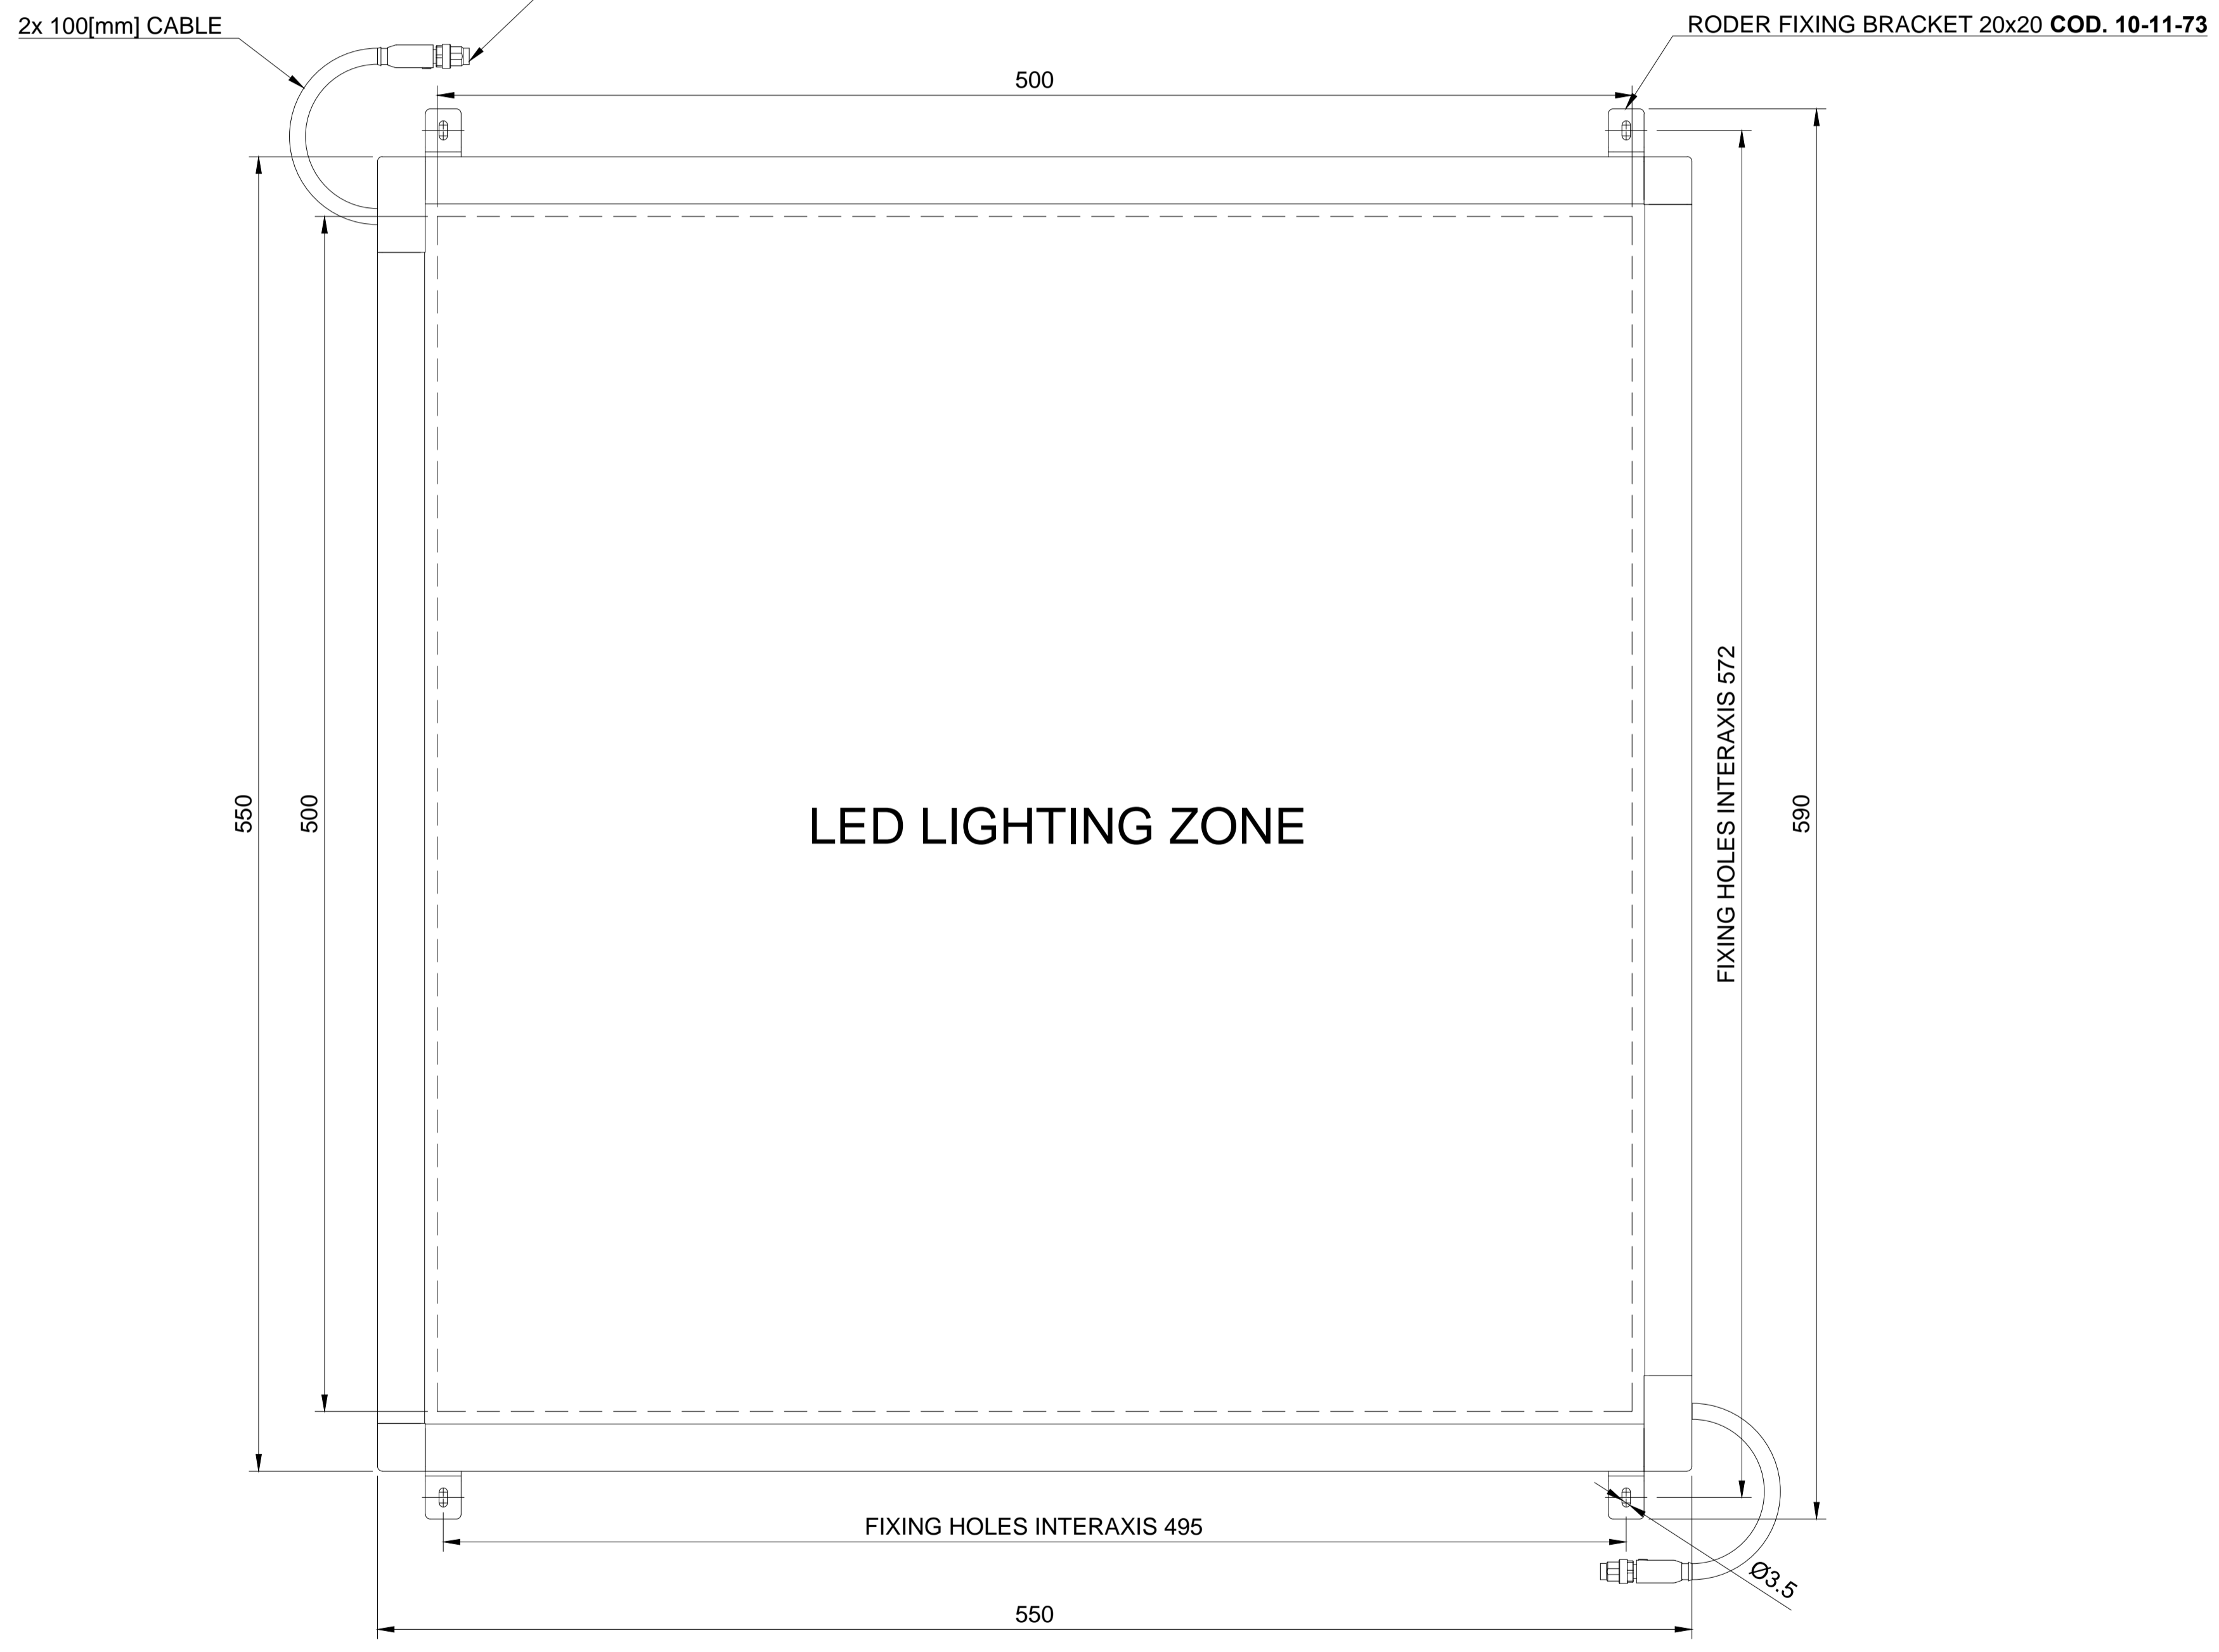 2x 100[mm] CABLE
RODER FIXING BRACKET 20x20 COD. 10-11-73
500
550
500
LED LIGHTING ZONE
FIXING HOLES INTERAXIS 572
590
FIXING HOLES INTERAXIS 495
Ø3.5
550